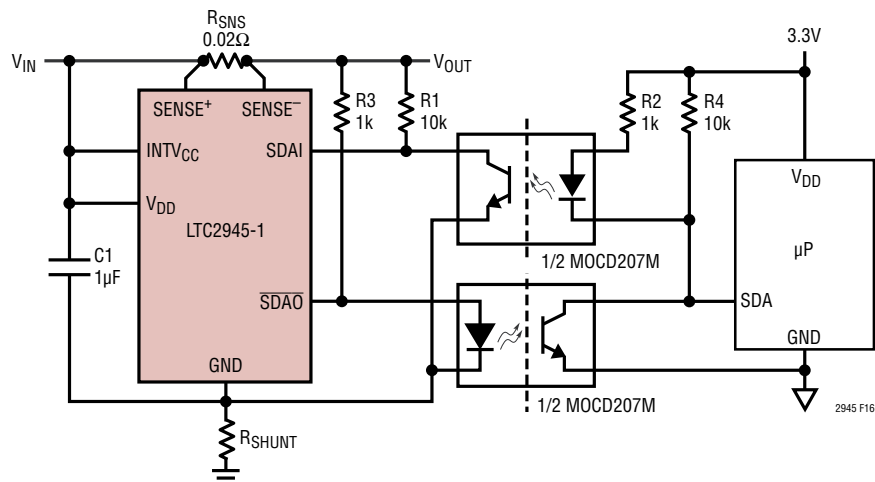 R_SNS
0.02Ω
V_IN
V_OUT
3.3V
SENSE+
SENSE–
R3
1k
R1
10k
R2
1k
R4
10k
INTV_CC
SDAI
V_DD
V_DD
LTC2945-1
µP
C1
1µF
1/2 MOCD207M
SDAO
SDA
GND
GND
1/2 MOCD207M
2945 F16
R_SHUNT